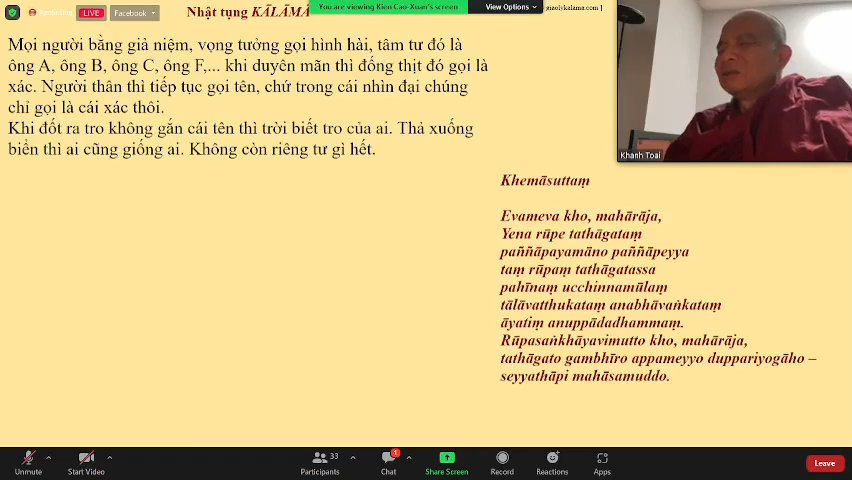 Nhật tụng KĀLĀMA
You are viewing Kien Cao-Xuan's screen
View Options
giaolykalama.com ]
LIVE
Facebook
Mọi người bằng giả niệm, vọng tưởng gọi hình hài, tâm tư đó là
ông A, ông B, ông C, ông F,... khi duyên mãn thì đống thịt đó gọi là
xác. Người thân thì tiếp tục gọi tên, chứ trong cái nhìn đại chúng
chỉ gọi là cái xác thôi.
Khi đốt ra tro không gắn cái tên thì trời biết tro của ai. Thả xuống
biển thì ai cũng giống ai. Không còn riêng tư gì hết.
Khanh Toai
Khemāsuttaṃ
Evameva kho, mahārāja,
Yena rūpe tathāgataṃ
paññāpayamāno paññāpeyya
taṃ rūpaṃ tathāgatassa
pahīnaṃ ucchinnamūlaṃ
tālāvatthukataṃ anabhāvaṅkataṃ
āyatiṃ anuppādadhammaṃ.
Rūpasaṅkhāyavimutto kho, mahārāja,
tathāgato gambhīro appameyyo duppariyogāho –
seyyathāpi mahāsamuddo.
Unmute
Start Video
33
Participants
1
Chat
Share Screen
Record
Reactions
Apps
Leave